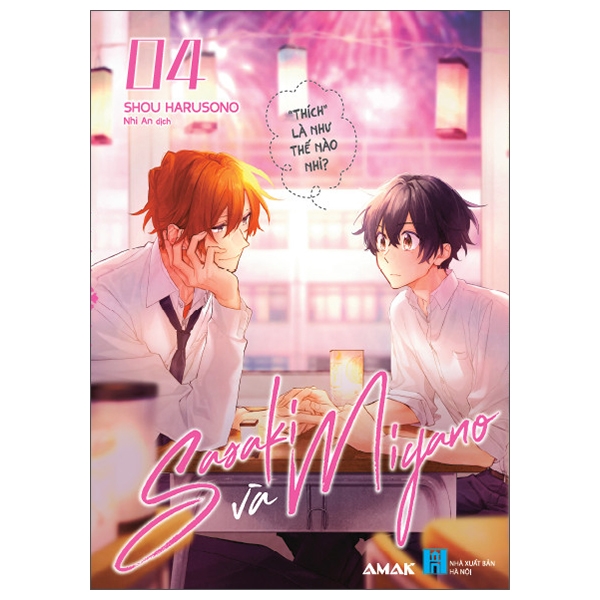 04
SHOU HARUSONO
Nhi An dịch
"THÍCH"
LÀ NHƯ
THẾ NÀO
NHỈ?
Sasaki
và Miyano
AMAK
NHÀ XUẤT BẢN
HÀ NỘI